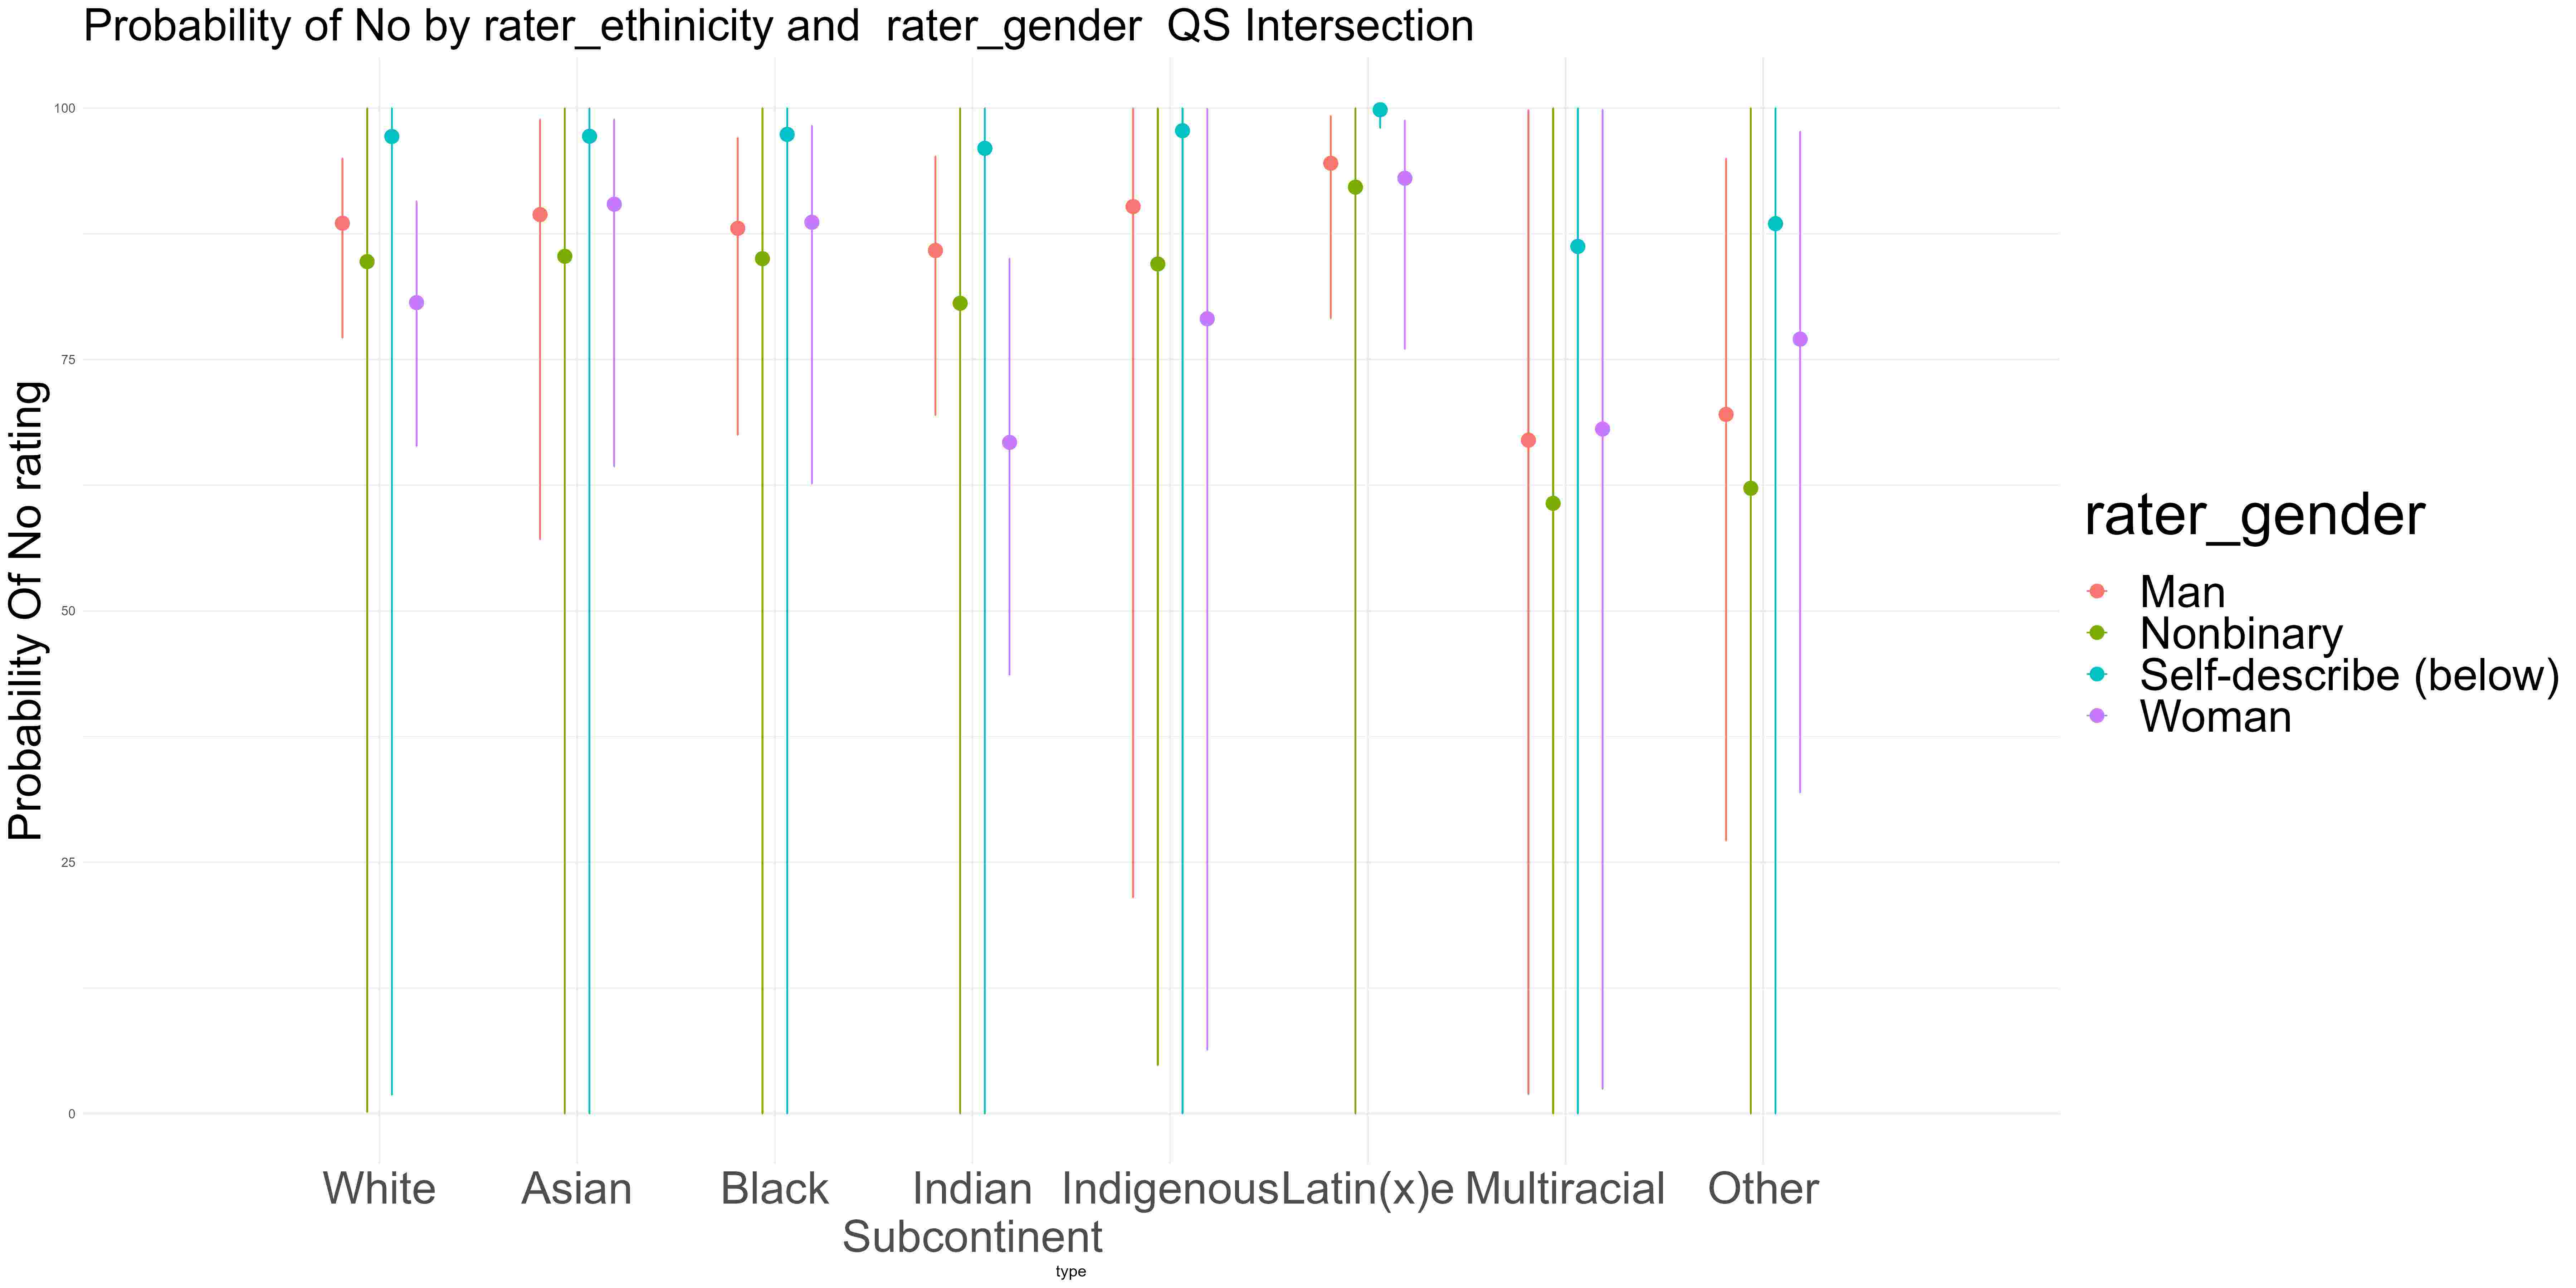 Probability of No by rater_ethinicity and  rater_gender  QS Intersection
Probability Of No rating
100
75
50
25
0
White
Asian
Black
Indian
Subcontinent
Indigenous
Latin(x)e
Multiracial
Other
type
rater_gender
Man
Nonbinary
Self-describe (below)
Woman